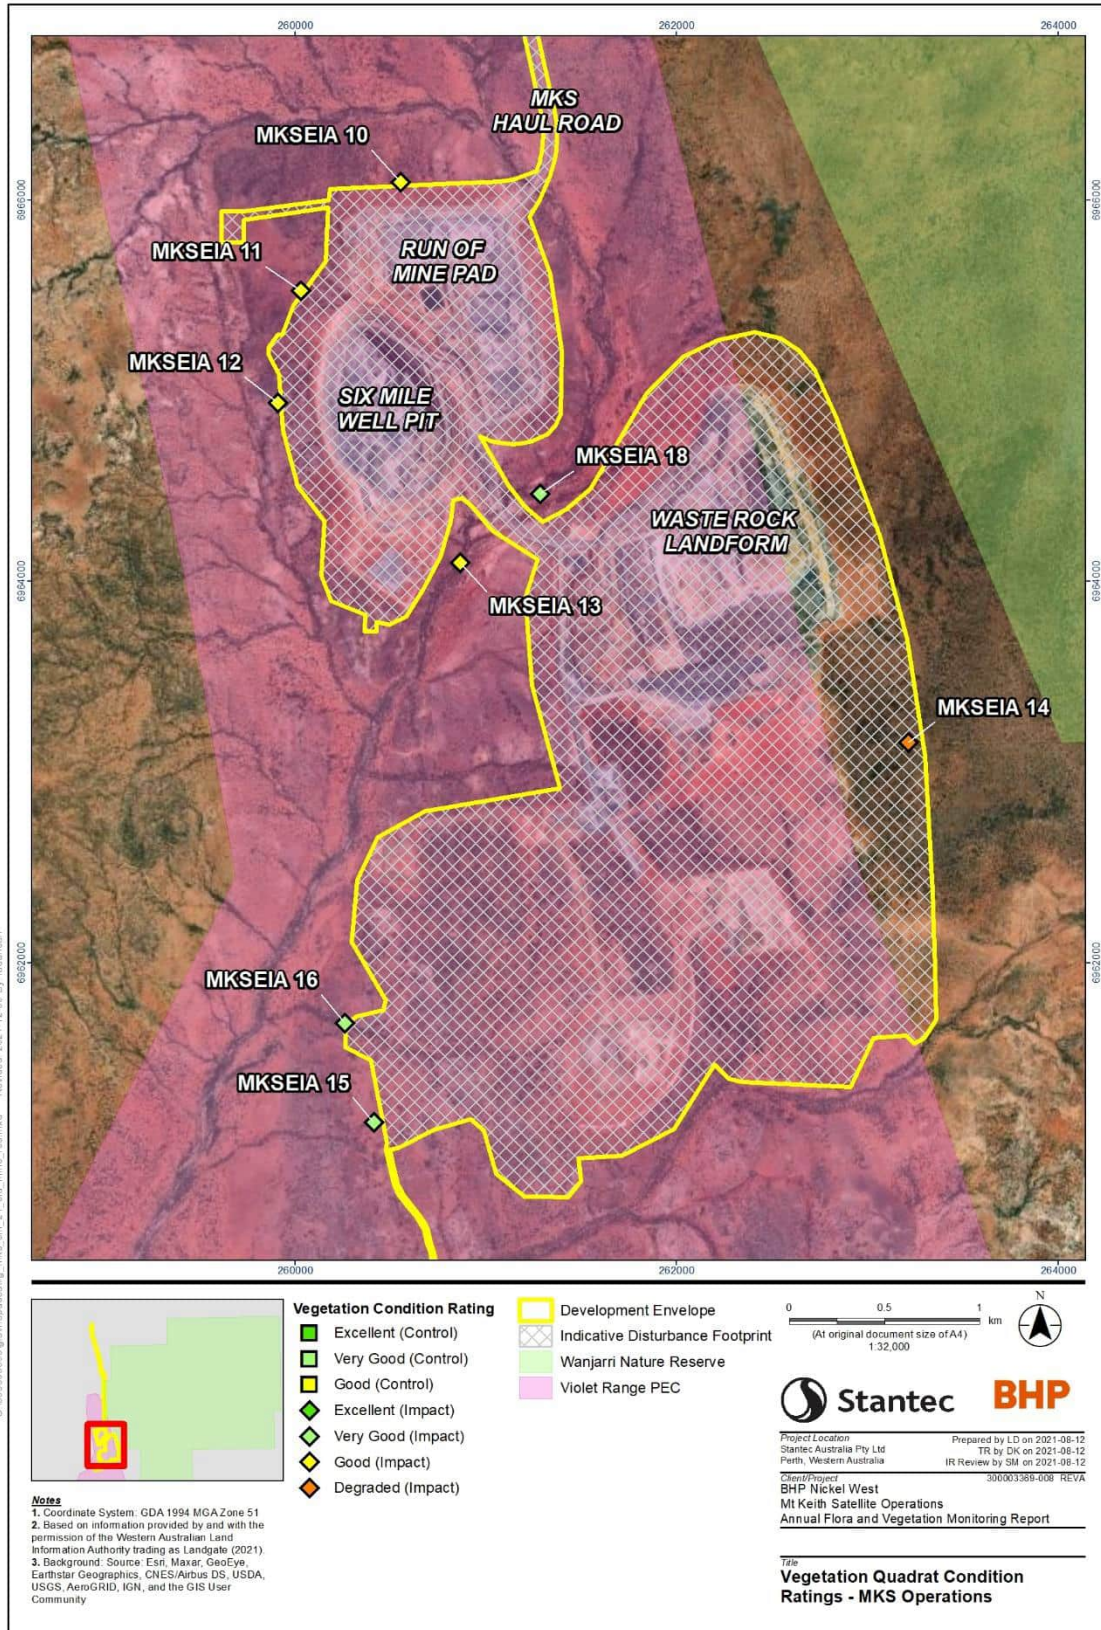 260000
262000
264000
MKS
HAUL ROAD
MKSEIA 10
6966000
6966000
MKSEIA 11
RUN OF
MINE PAD
MKSEIA 12
SIX MILE
WELL PIT
MKSEIA 18
WASTE ROCK
LANDFORM
6964000
6964000
MKSEIA 13
MKSEIA 14
6962000
6962000
MKSEIA 16
MKSEIA 15
260000
262000
264000
Vegetation Condition Rating
Excellent (Control)
Very Good (Control)
Good (Control)
Excellent (Impact)
Very Good (Impact)
Good (Impact)
Degraded (Impact)
Development Envelope
Indicative Disturbance Footprint
Wanjarri Nature Reserve
Violet Range PEC
0 0.5 1
km
(At original document size of A4)
1:32,000
N
Stantec
BHP
Project Location
Stantec Australia Pty Ltd
Perth, Western Australia
Prepared by LD on 2021-08-12
TR by DK on 2021-08-12
IR Review by SM on 2021-08-12
Client/Project
300003369-008 REVA
BHP Nickel West
Mt Keith Satellite Operations
Annual Flora and Vegetation Monitoring Report
Title
Vegetation Quadrat Condition
Ratings - MKS Operations
Notes
1. Coordinate System: GDA 1994 MGA Zone 51
2. Based on information provided by and with the
permission of the Western Australian Land
Information Authority trading as Landgate (2021).
3. Background: Source: Esri, Maxar, GeoEye,
Earthstar Geographics, CNES/Airbus DS, USDA,
USGS, AeroGRID, IGN, and the GIS User
Community